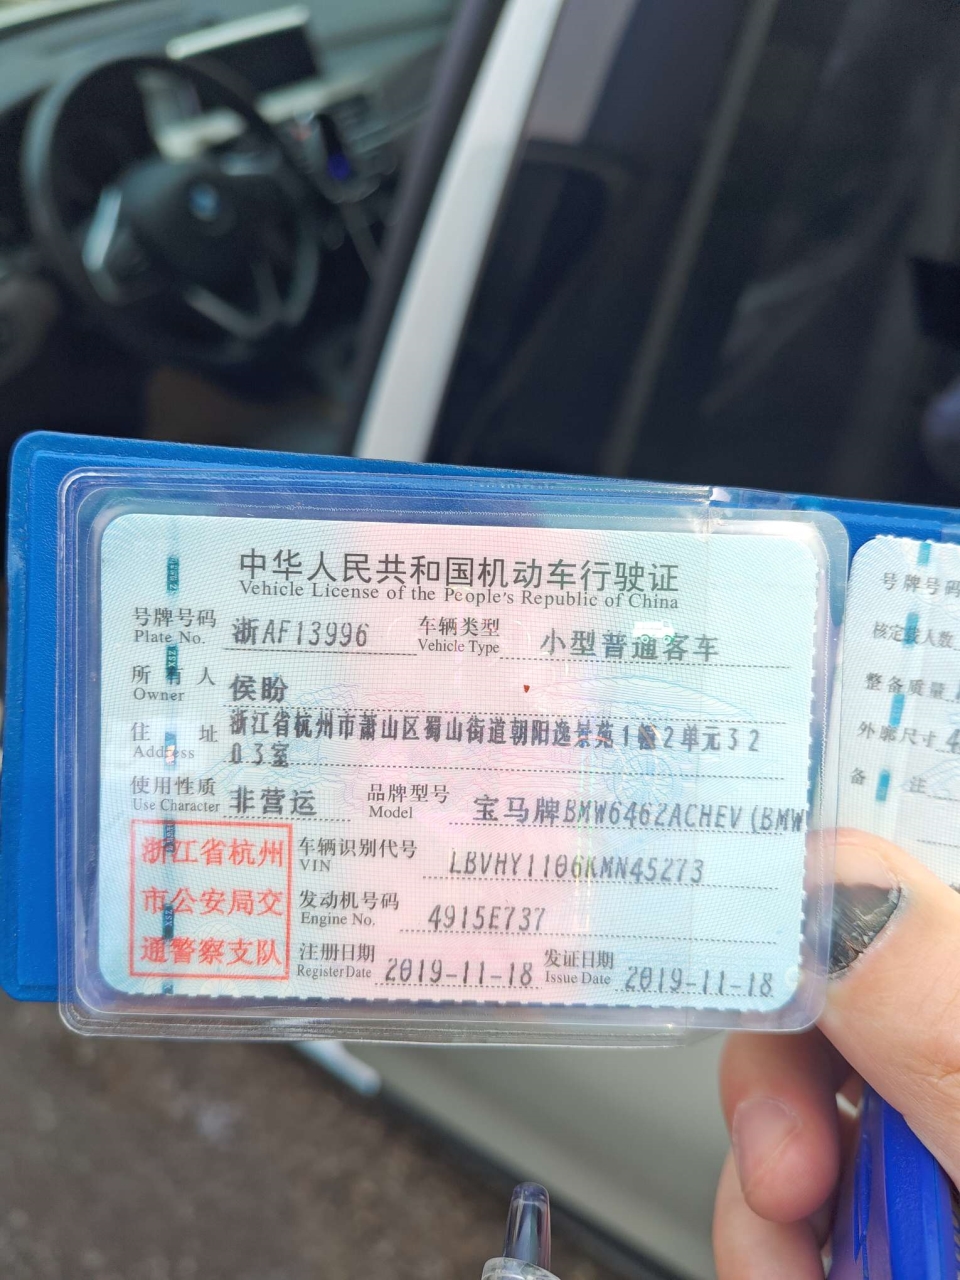 中华人民共和国机动车行驶证
Vehicle License of the People's Republic of China
号牌号码 浙AF13996 车辆类型 小型普通客车
Plate No. Vehicle Type
所有人 侯盼
Owner
住址 浙江省杭州市萧山区蜀山街道朝阳逸景苑1幢2单元32
Address 03室
使用性质 非营运 品牌型号 宝马牌BMW6462ACHEV(BMW
Use Character Model
浙江省杭州 车辆识别代号 LBVHY1106KMN45273
VIN
市公安局交 发动机号码 4915E737
Engine No.
通警察支队 注册日期 2019-11-18 发证日期 2019-11-18
Register Date Issue Date
号牌号码
核定载人数
整备质量
外廓尺寸
备注